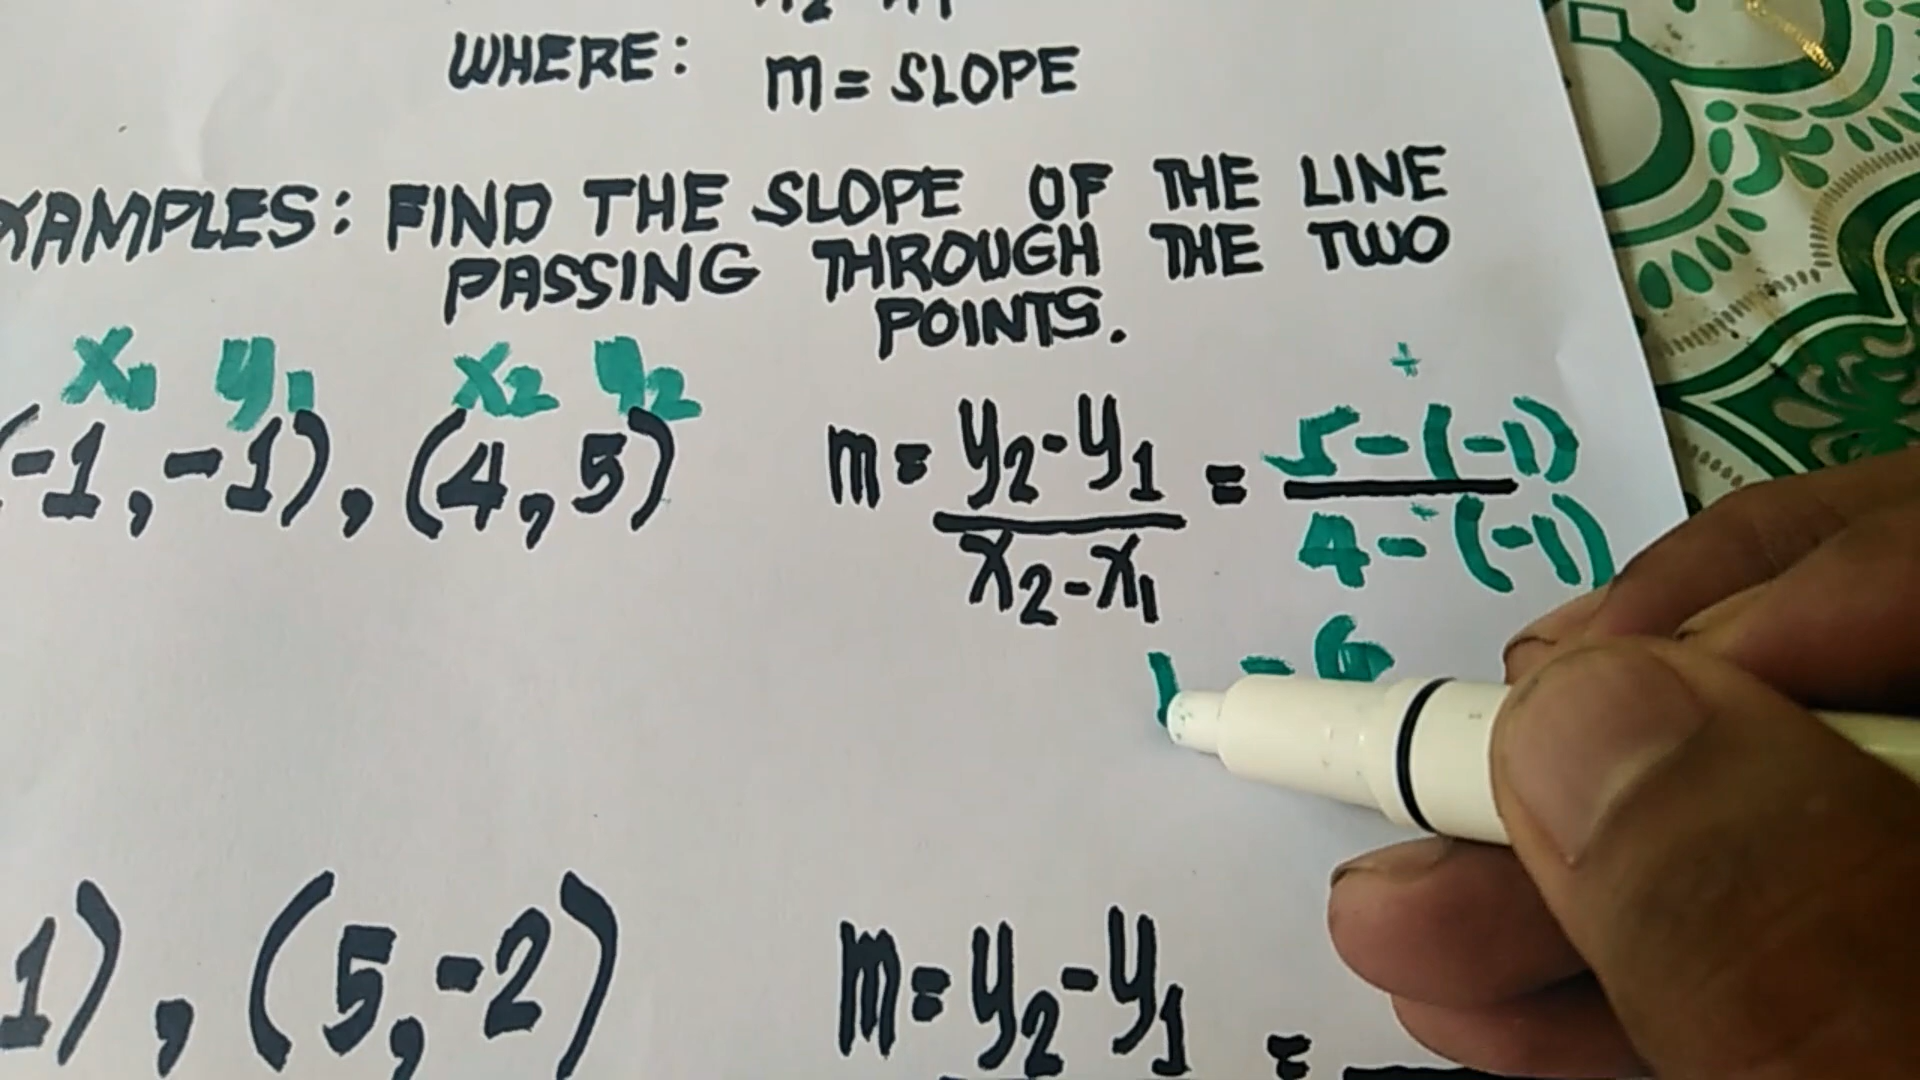 WHERE: m = SLOPE
XAMPLES: FIND THE SLOPE OF THE LINE
PASSING THROUGH THE TWO
POINTS.
x1 y1 x2 y2
(-1, -1), (4, 5)
m = y2 - y1 / x2 - x1 = 5 - (-1) / 4 - (-1)
1), (5, -2)
m = y2 - y1 =